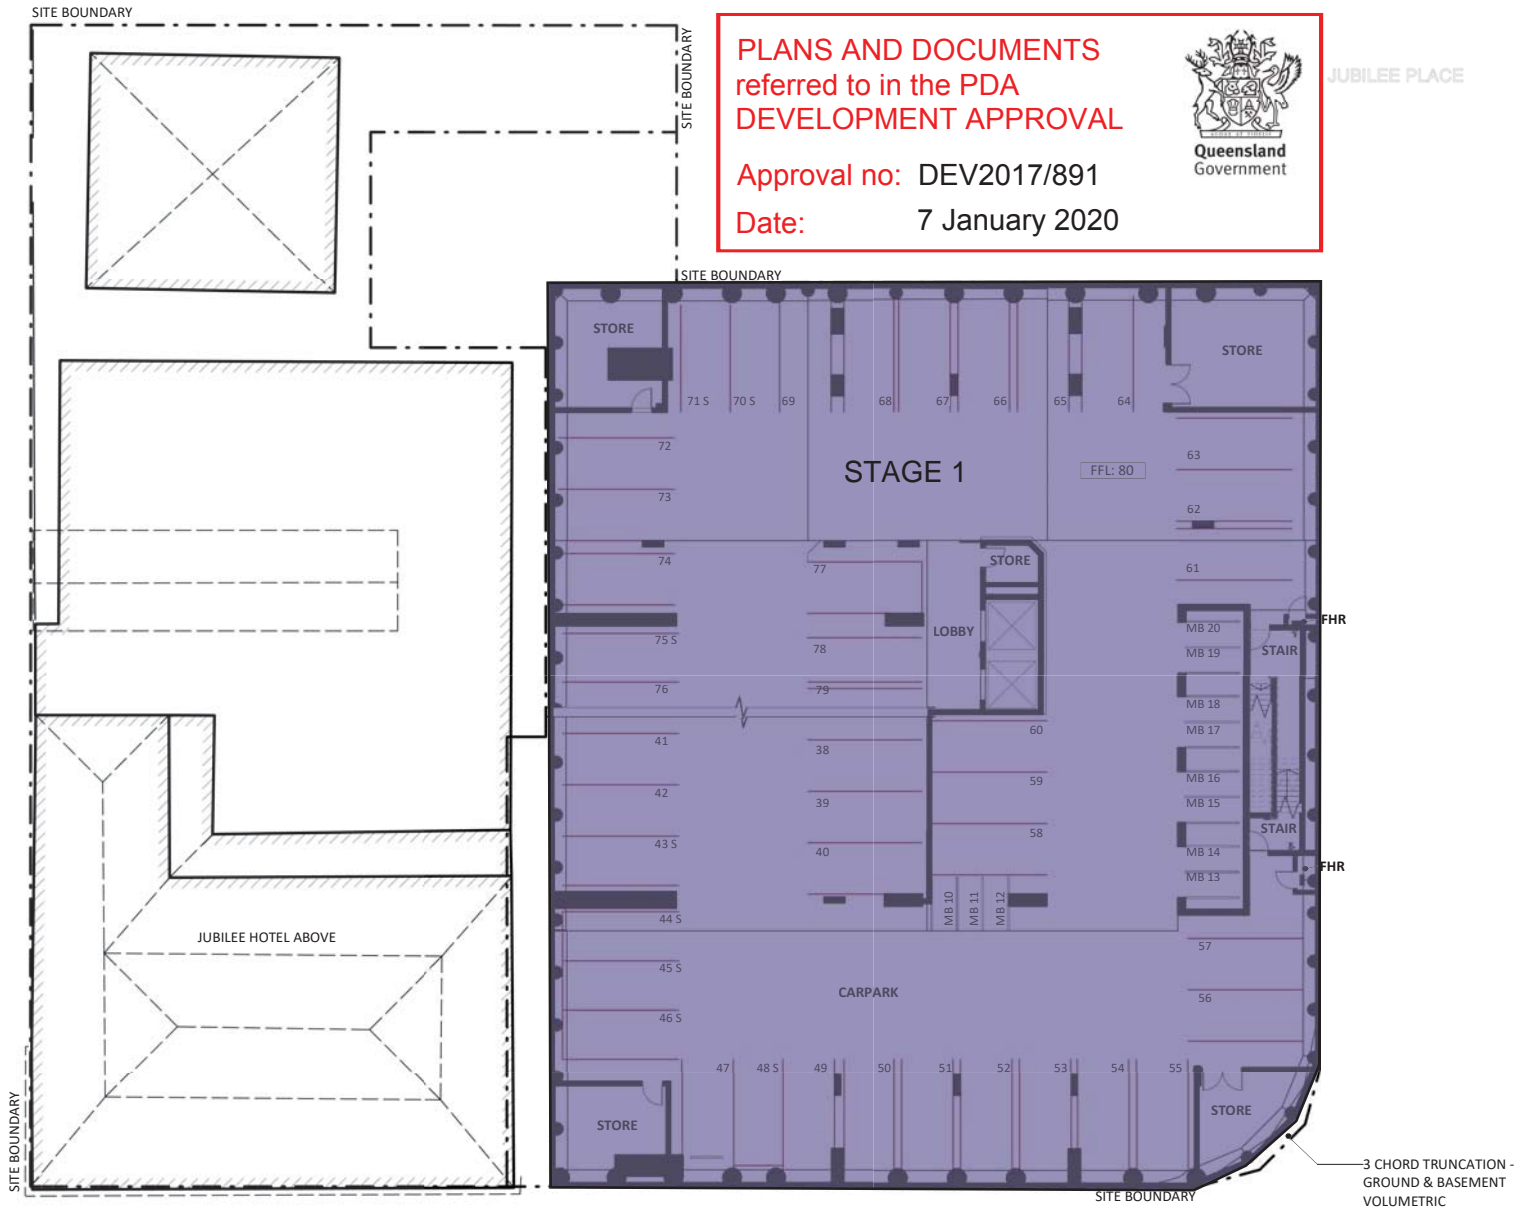 SITE BOUNDARY
SITE BOUNDARY
PLANS AND DOCUMENTS
referred to in the PDA
DEVELOPMENT APPROVAL
Approval no: DEV2017/891
Date: 7 January 2020
Queensland
Government
JUBILEE PLACE
SITE BOUNDARY
STORE
STORE
71 S
70 S
69
68
67
66
65
64
72
63
STAGE 1
FFL: 80
73
62
74
77
STORE
61
FHR
75 S
78
LOBBY
MB 20
MB 19
STAIR
76
79
MB 18
MB 17
41
38
60
MB 16
42
39
59
MB 15
43 S
40
58
STAIR
MB 14
MB 13
FHR
44 S
MB 10
MB 11
MB 12
JUBILEE HOTEL ABOVE
57
45 S
CARPARK
56
46 S
47
48 S
49
50
51
52
53
54
55
STORE
STORE
SITE BOUNDARY
SITE BOUNDARY
3 CHORD TRUNCATION -
GROUND & BASEMENT
VOLUMETRIC